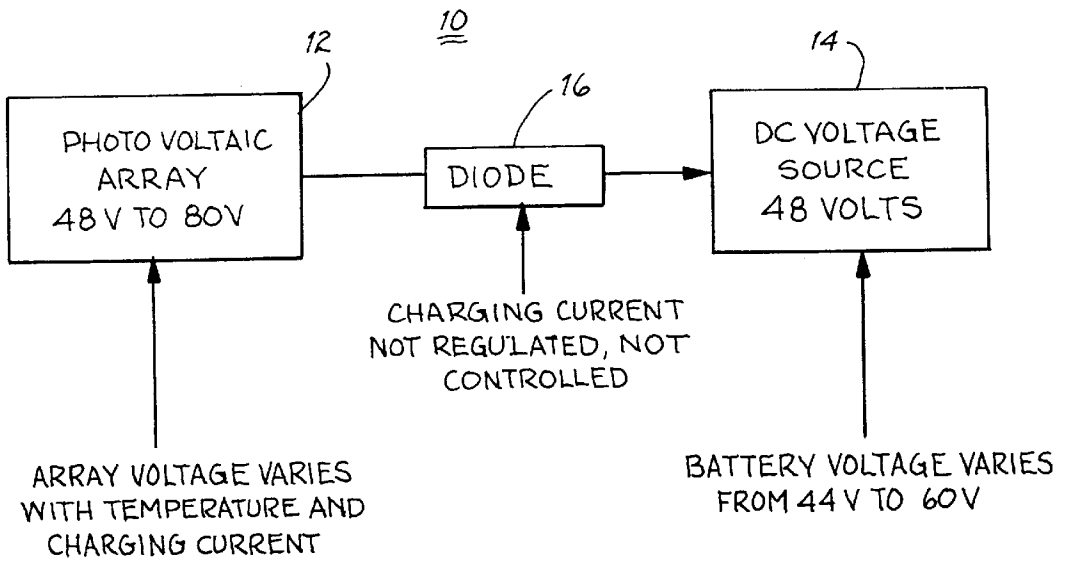 10
12
14
16
PHOTO VOLTAIC
ARRAY
48 V TO 80V
DIODE
DC VOLTAGE
SOURCE
48 VOLTS
CHARGING CURRENT
NOT REGULATED, NOT
CONTROLLED
ARRAY VOLTAGE VARIES
WITH TEMPERATURE AND
CHARGING CURRENT
BATTERY VOLTAGE VARIES
FROM 44 V TO 60V